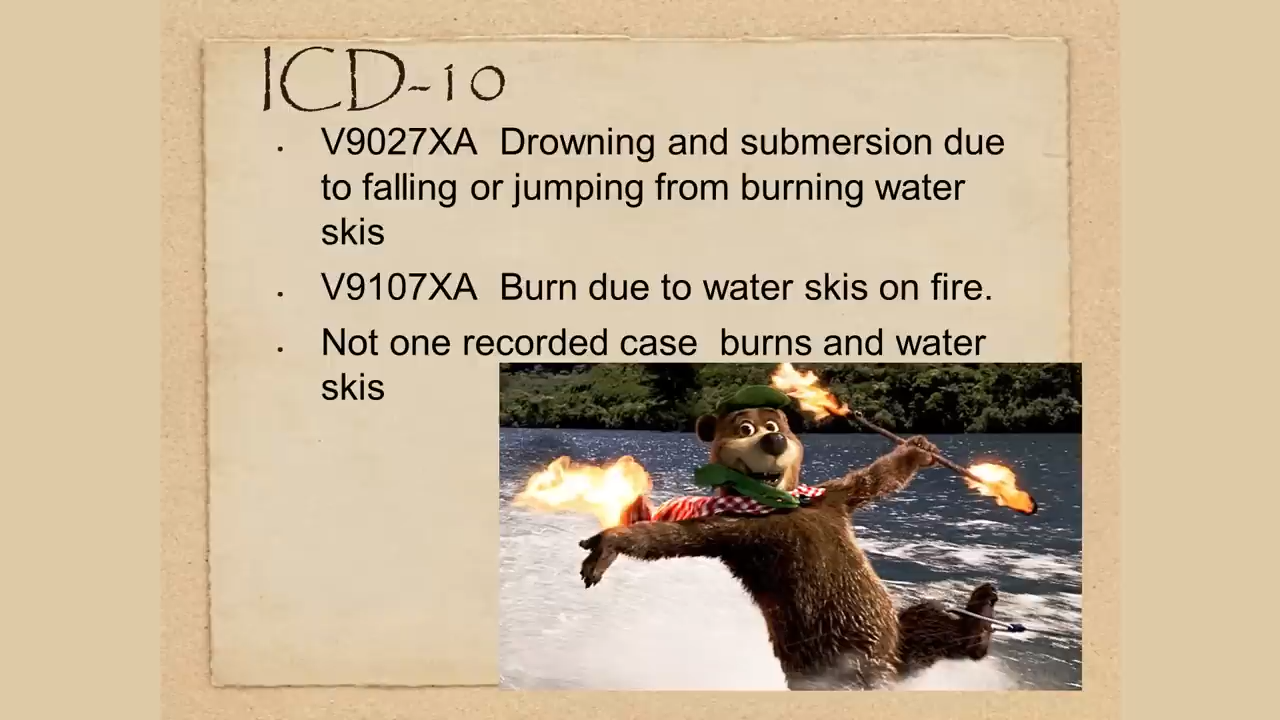 ICD-10
• V9027XA Drowning and submersion due
to falling or jumping from burning water
skis
• V9107XA Burn due to water skis on fire.
• Not one recorded case burns and water
skis